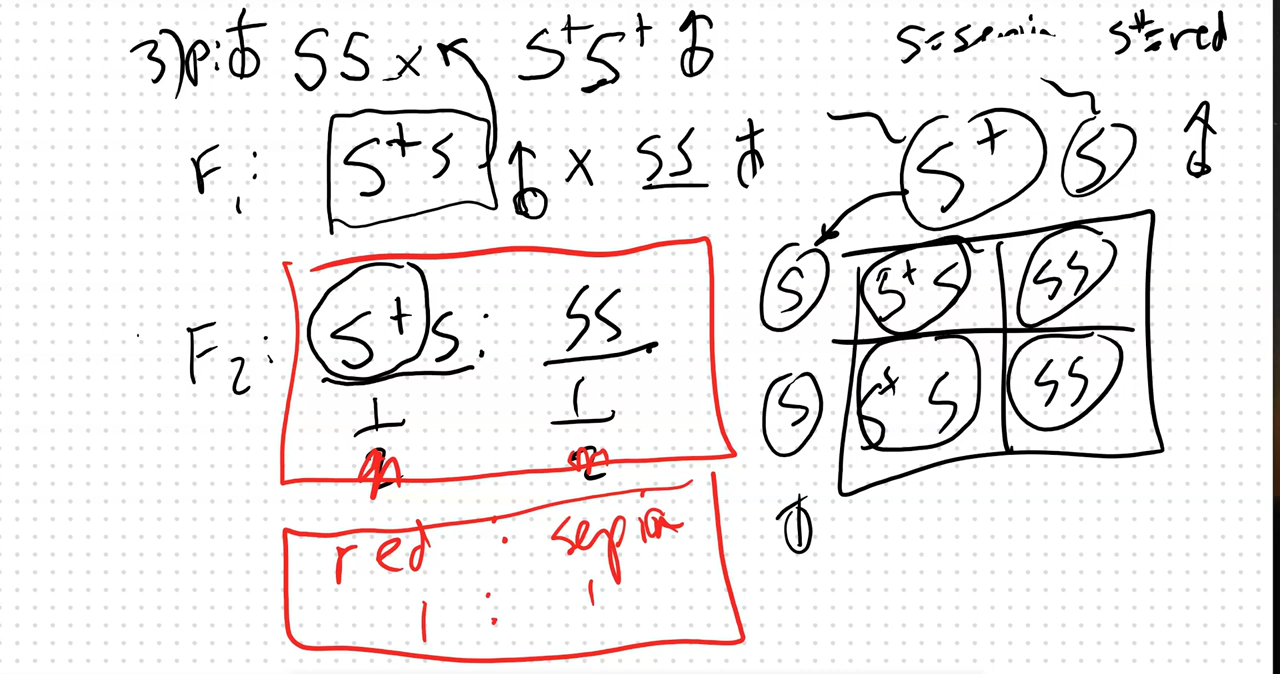 3) P: ♀ SS x S⁺S⁺ ♂
S = sepia S⁺ = red
F₁: S⁺S ♂ x SS ♀
S⁺ S ♂
S S⁺S SS
S S⁺S SS
♀
F₂: S⁺S : SS
1 1
red : sepia
1 : 1